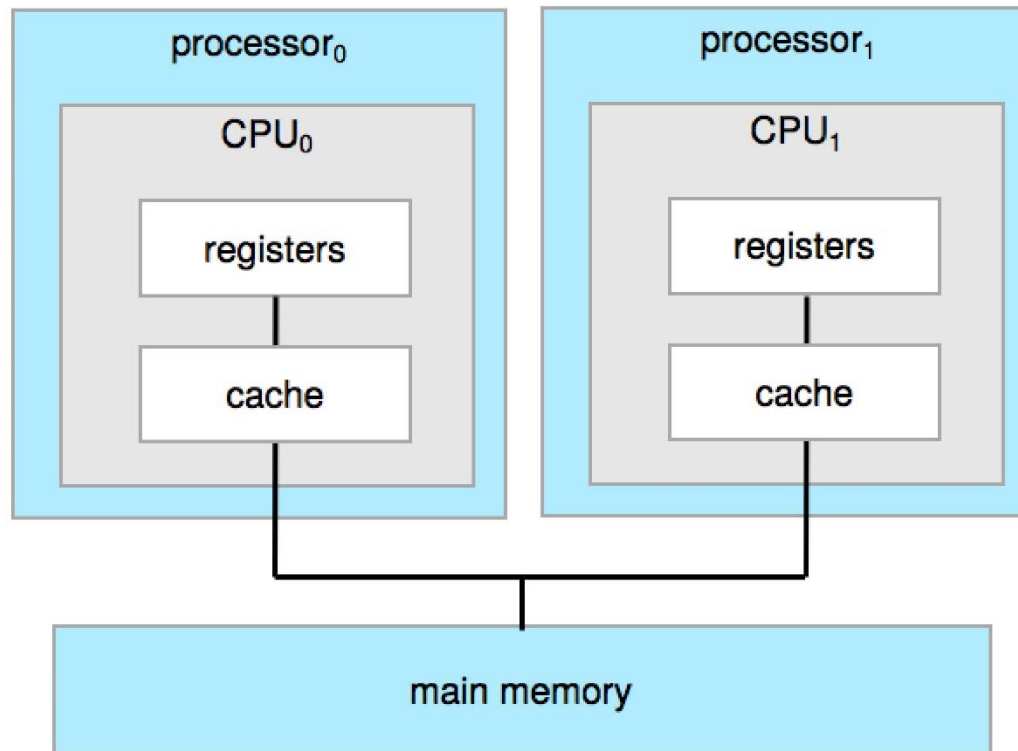 processor₀
processor₁
CPU₀
CPU₁
registers
registers
cache
cache
main memory